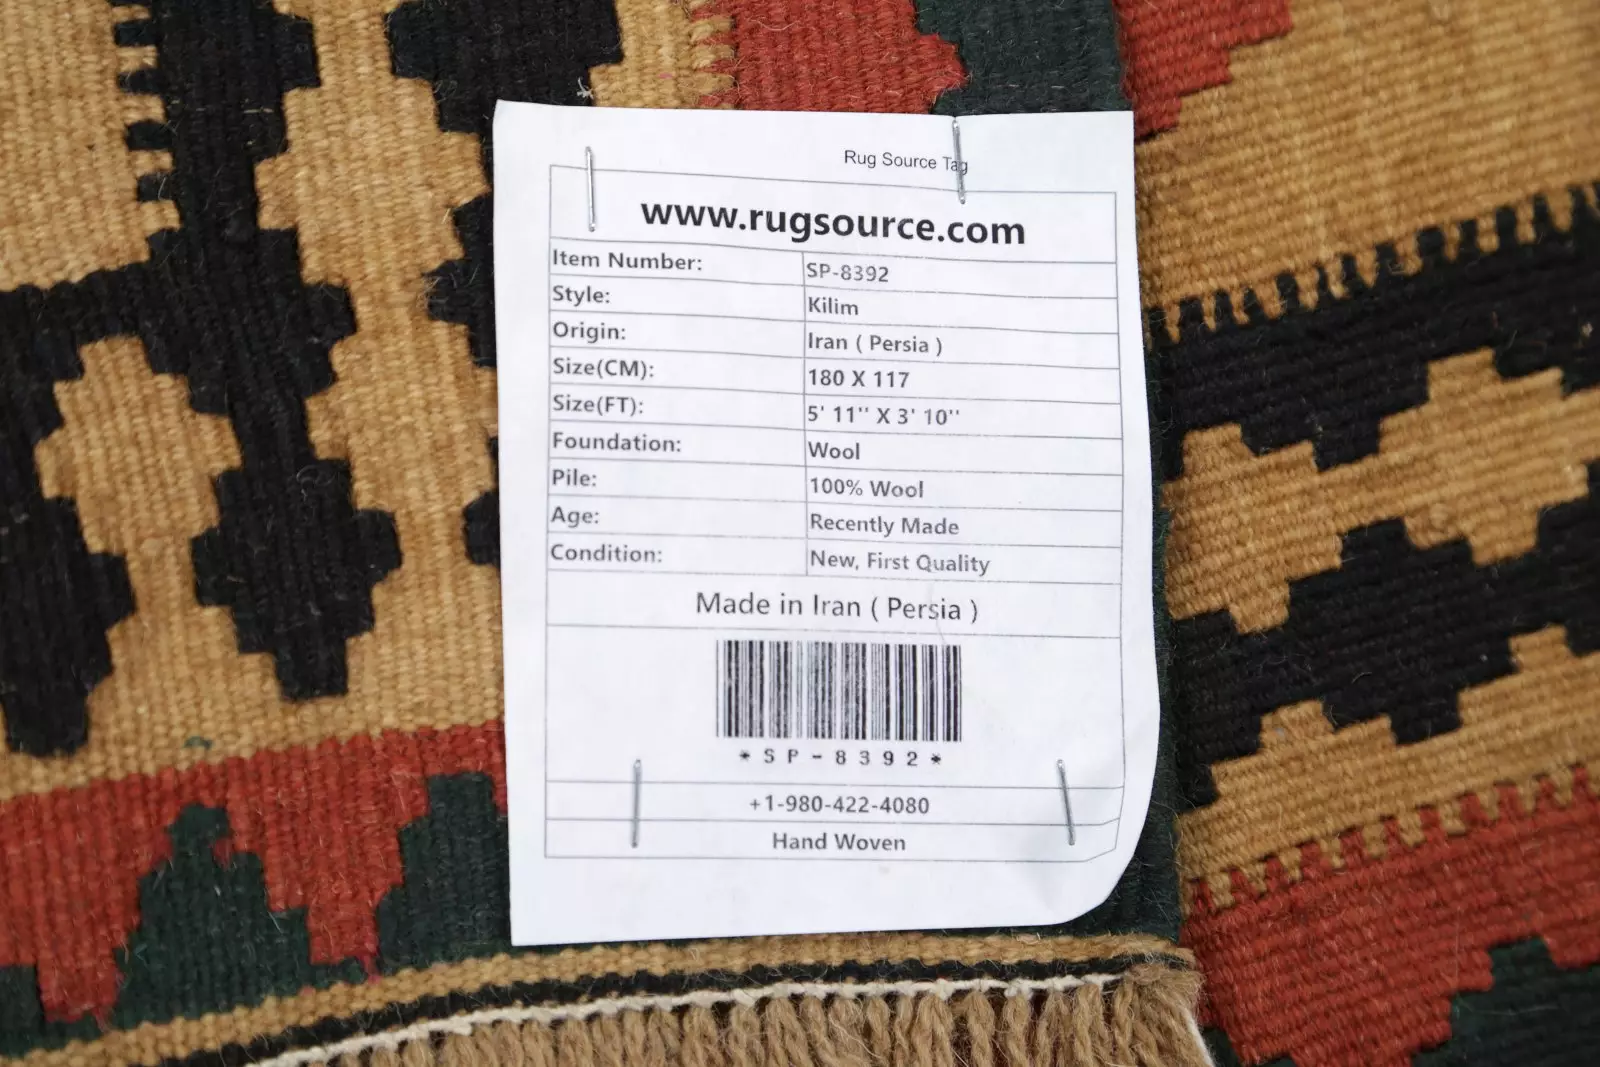 Rug Source Tag
www.rugsource.com
Item Number: SP-8392
Style: Kilim
Origin: Iran ( Persia )
Size(CM): 180 X 117
Size(FT): 5' 11'' X 3' 10''
Foundation: Wool
Pile: 100% Wool
Age: Recently Made
Condition: New, First Quality
Made in Iran ( Persia )
*SP-8392*
+1-980-422-4080
Hand Woven